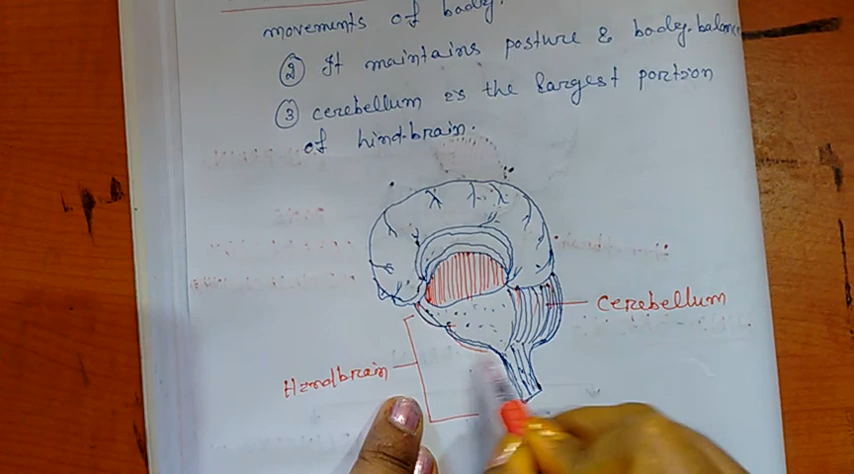 movements of body.
② It maintains posture & body balance
③ cerebellum is the largest portion
of hind-brain.
Cerebellum
Hindbrain